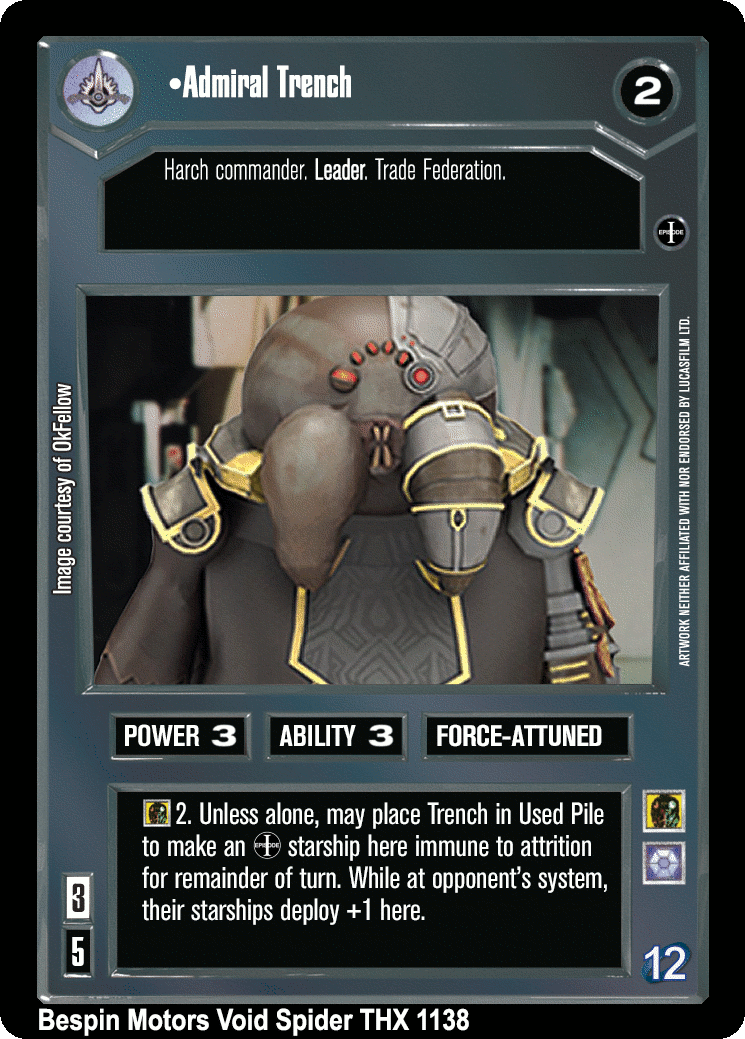 •Admiral Trench
2
Harch commander. Leader. Trade Federation.
EPISODE I
Image courtesy of OkFellow
ARTWORK NEITHER AFFILIATED WITH NOR ENDORSED BY LUCASFILM LTD.
POWER 3
ABILITY 3
FORCE-ATTUNED
2. Unless alone, may place Trench in Used Pile
to make an EPISODE I starship here immune to attrition
for remainder of turn. While at opponent's system,
their starships deploy +1 here.
3
5
12
Bespin Motors Void Spider THX 1138